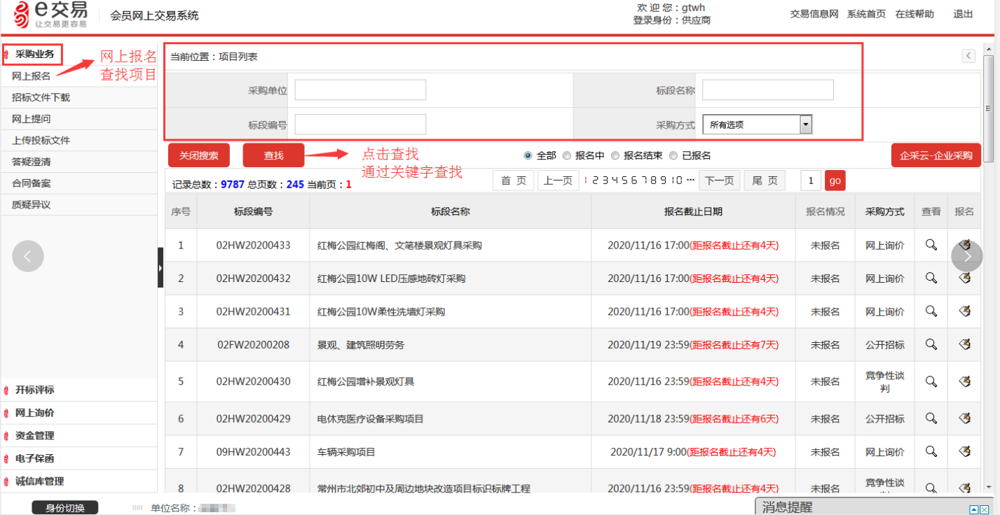 e交易
让交易更容易
会员网上交易系统
欢 迎 您：gtwh
登录身份：供应商
交易信息网 系统首页 在线帮助 退出
采购业务
网上报名
招标文件下载
网上提问
上传投标文件
答疑澄清
合同备案
质疑异议
开标评标
网上询价
资金管理
电子保函
诚信库管理
网上报名
查找项目
当前位置：项目列表
采购单位 标段名称
标段编号 采购方式 所有选项
关闭搜索 查找 全部 报名中 报名结束 已报名 企采云-企业采购
点击查找
通过关键字查找
记录总数：9787 总页数：245 当前页：1 首 页 上一页 1 2 3 4 5 6 7 8 9 10 ... 下一页 尾 页 1 go
序号 标段编号 标段名称 报名截止日期 报名情况 采购方式 查看 报名
1 02HW20200433 红梅公园红梅阁、文笔楼景观灯具采购 2020/11/16 17:00(距报名截止还有4天) 未报名 网上询价
2 02HW20200432 红梅公园10W LED压感地砖灯采购 2020/11/16 17:00(距报名截止还有4天) 未报名 网上询价
3 02HW20200431 红梅公园10W柔性洗墙灯采购 2020/11/16 17:00(距报名截止还有4天) 未报名 网上询价
4 02FW20200208 景观、建筑照明劳务 2020/11/19 23:59(距报名截止还有7天) 未报名 公开招标
5 02HW20200430 红梅公园增补景观灯具 2020/11/16 23:59(距报名截止还有4天) 未报名 竞争性谈
判
6 02HW20200429 电休克医疗设备采购项目 2020/11/18 23:59(距报名截止还有6天) 未报名 公开招标
7 09HW20200443 车辆采购项目 2020/11/17 9:00(距报名截止还有4天) 未报名 网上询价
8 02HW20200428 常州市北郊初中及周边地块改造项目标识标牌工程 2020/11/16 23:59(距报名截止还有4天) 未报名 竞争性谈
身份切换 单位名称：
消息提醒